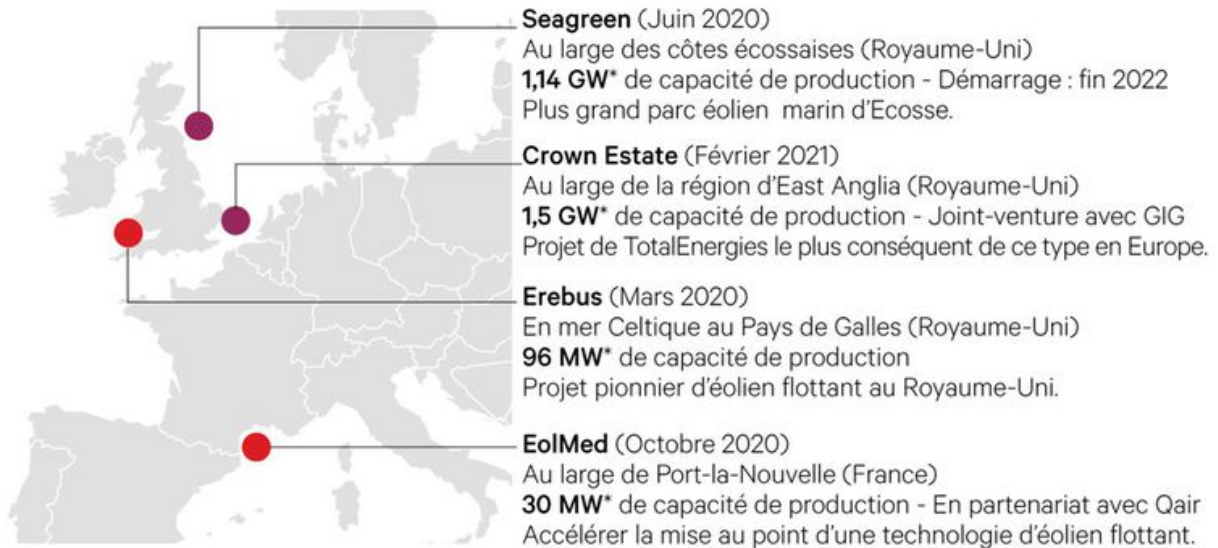 Seagreen (Juin 2020)
Au large des côtes écossaises (Royaume-Uni)
1,14 GW* de capacité de production - Démarrage : fin 2022
Plus grand parc éolien marin d'Ecosse.
Crown Estate (Février 2021)
Au large de la région d'East Anglia (Royaume-Uni)
1,5 GW* de capacité de production - Joint-venture avec GIG
Projet de TotalEnergies le plus conséquent de ce type en Europe.
Erebus (Mars 2020)
En mer Celtique au Pays de Galles (Royaume-Uni)
96 MW* de capacité de production
Projet pionnier d'éolien flottant au Royaume-Uni.
EolMed (Octobre 2020)
Au large de Port-la-Nouvelle (France)
30 MW* de capacité de production - En partenariat avec Qair
Accélérer la mise au point d'une technologie d'éolien flottant.